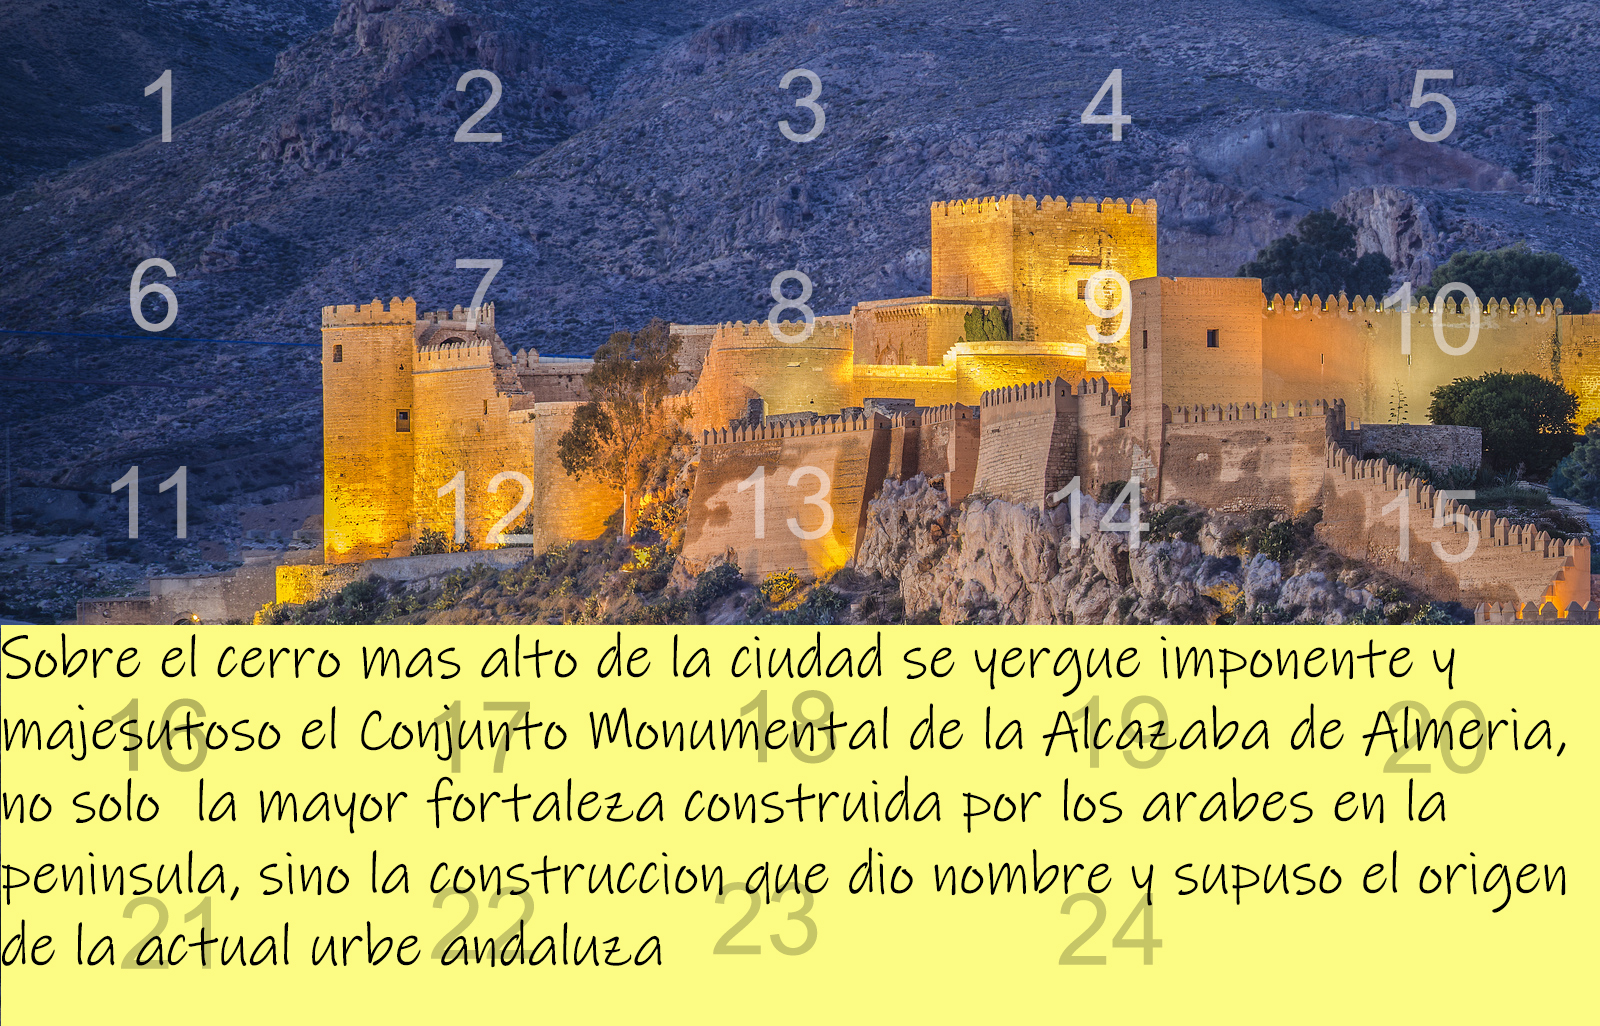 1 2 3 4 5
6 7 8 9 10
11 12 13 14 15
Sobre el cerro mas alto de la ciudad se yergue imponente y
16 17 18 19 20
majesutoso el Conjunto Monumental de la Alcazaba de Almeria,
no solo la mayor fortaleza construida por los arabes en la
peninsula, sino la construccion que dio nombre y supuso el origen
21 22 23 24
de la actual urbe andaluza